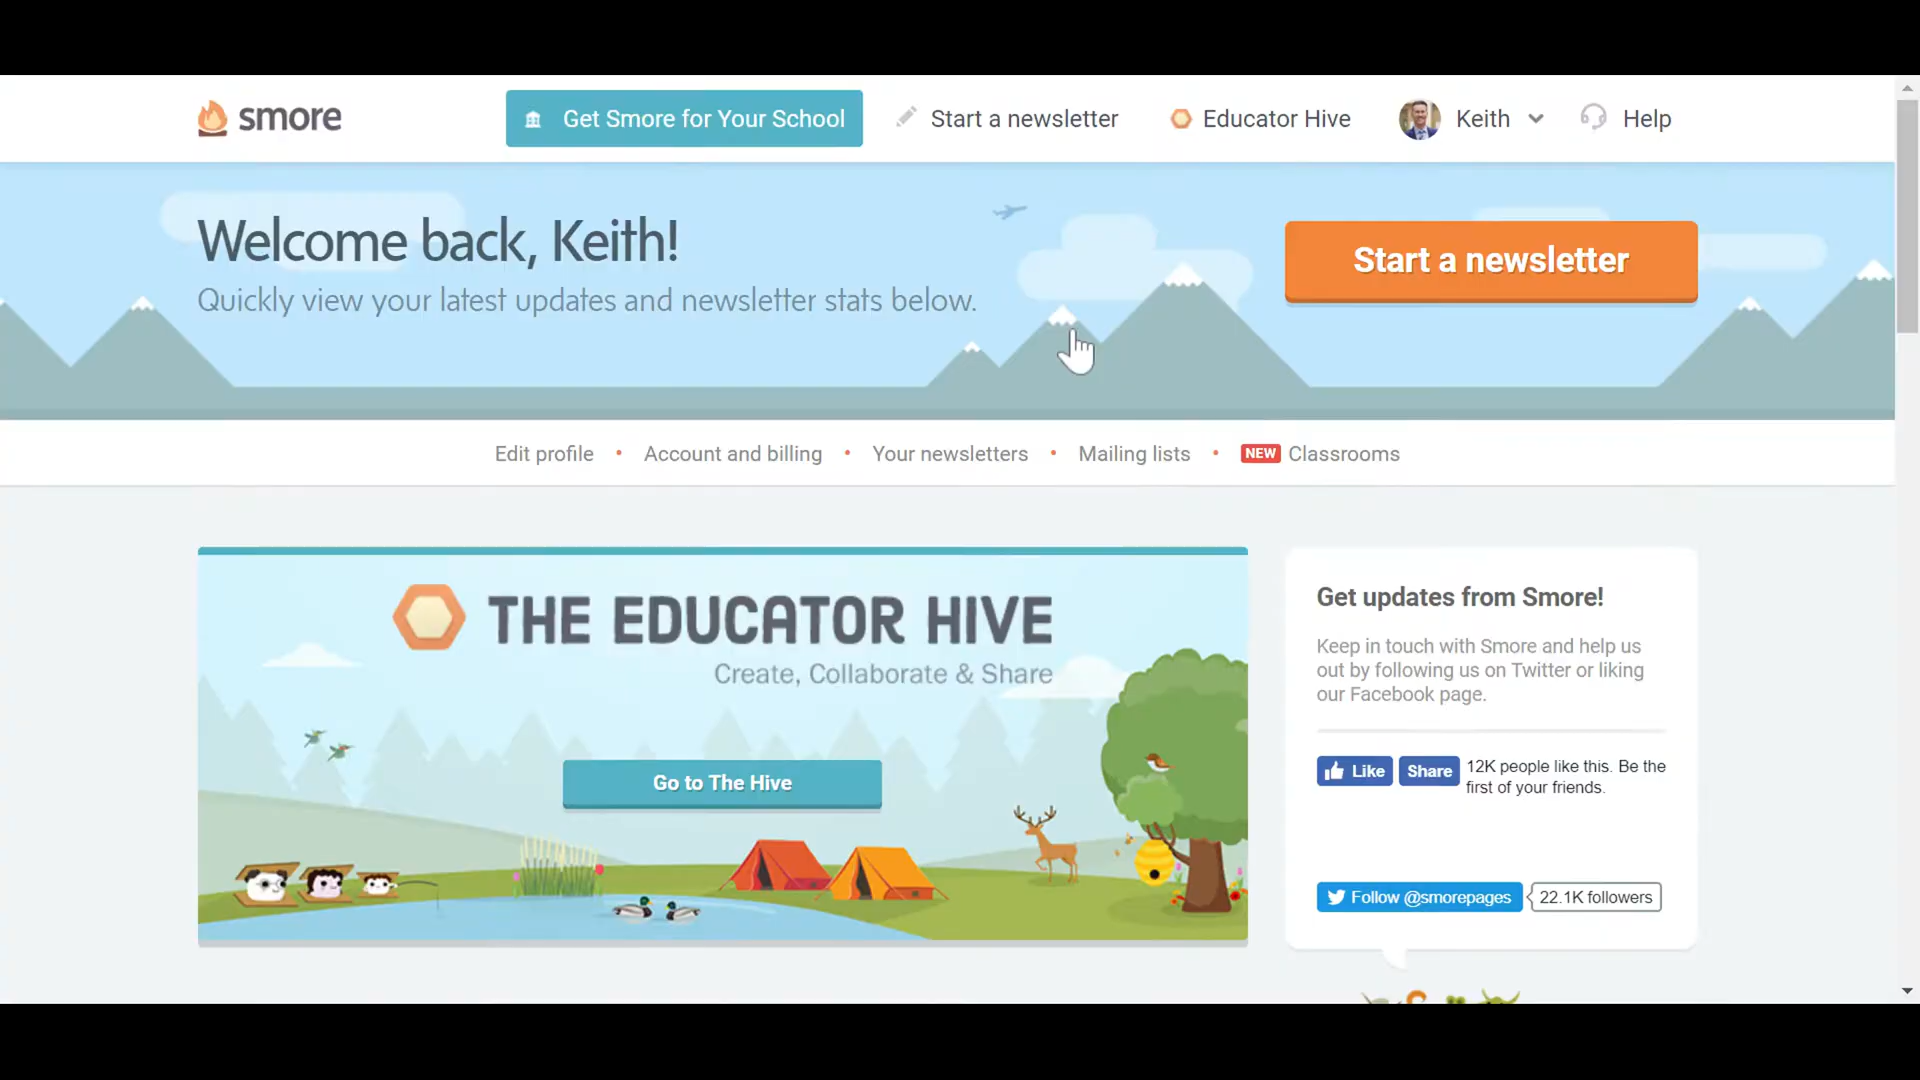 smore
Get Smore for Your School
Start a newsletter
Educator Hive
Keith
Help
Welcome back, Keith!
Quickly view your latest updates and newsletter stats below.
Start a newsletter
Edit profile • Account and billing • Your newsletters • Mailing lists • NEW Classrooms
THE EDUCATOR HIVE
Create, Collaborate & Share
Go to The Hive
Get updates from Smore!
Keep in touch with Smore and help us
out by following us on Twitter or liking
our Facebook page.
Like
Share
12K people like this. Be the
first of your friends.
Follow @smorepages
22.1K followers